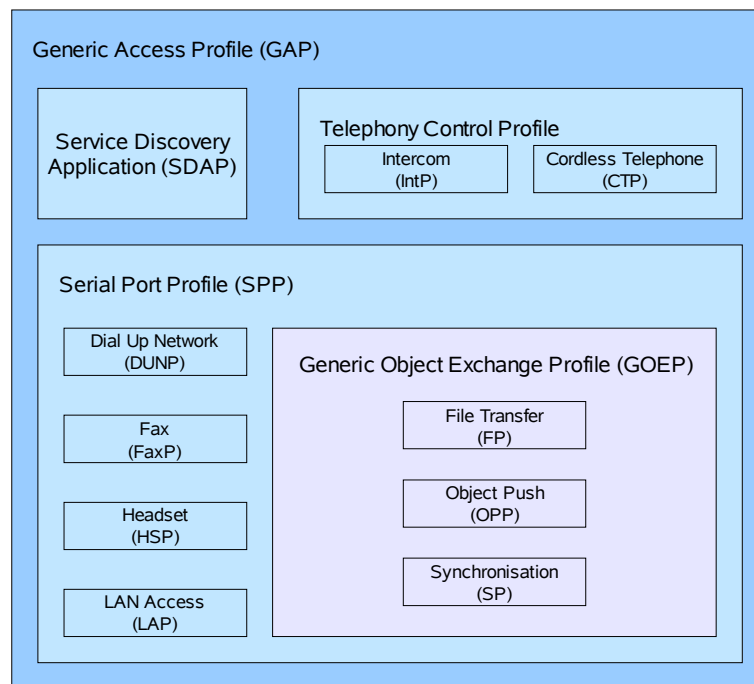 Generic Access Profile (GAP)
Service Discovery
Application (SDAP)
Telephony Control Profile
Intercom
(IntP)
Cordless Telephone
(CTP)
Serial Port Profile (SPP)
Dial Up Network
(DUNP)
Fax
(FaxP)
Headset
(HSP)
LAN Access
(LAP)
Generic Object Exchange Profile (GOEP)
File Transfer
(FP)
Object Push
(OPP)
Synchronisation
(SP)